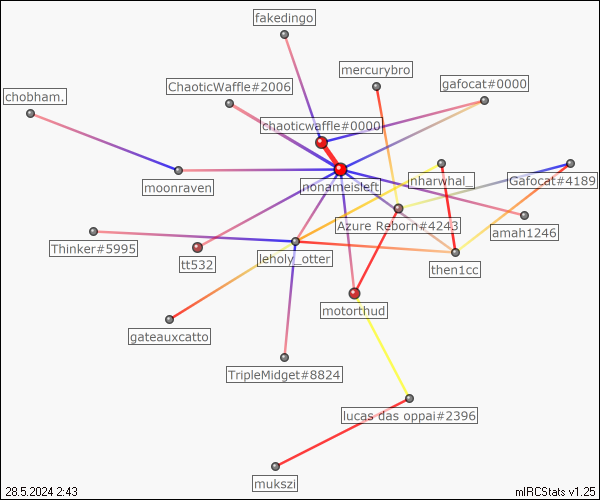 fakedingo
mercurybro
ChaoticWaffle#2006
gafocat#0000
chobham.
chaoticwaffle#0000
moonraven
nonameisleft
nharwhal_
Gafocat#4189
Azure Reborn#4243
amah1246
Thinker#5995
tt532
leholy_otter
then1cc
motorthud
gateauxcatto
TripleMidget#8824
lucas das oppai#2396
mukszi
28.5.2024 2:43
mIRCStats v1.25